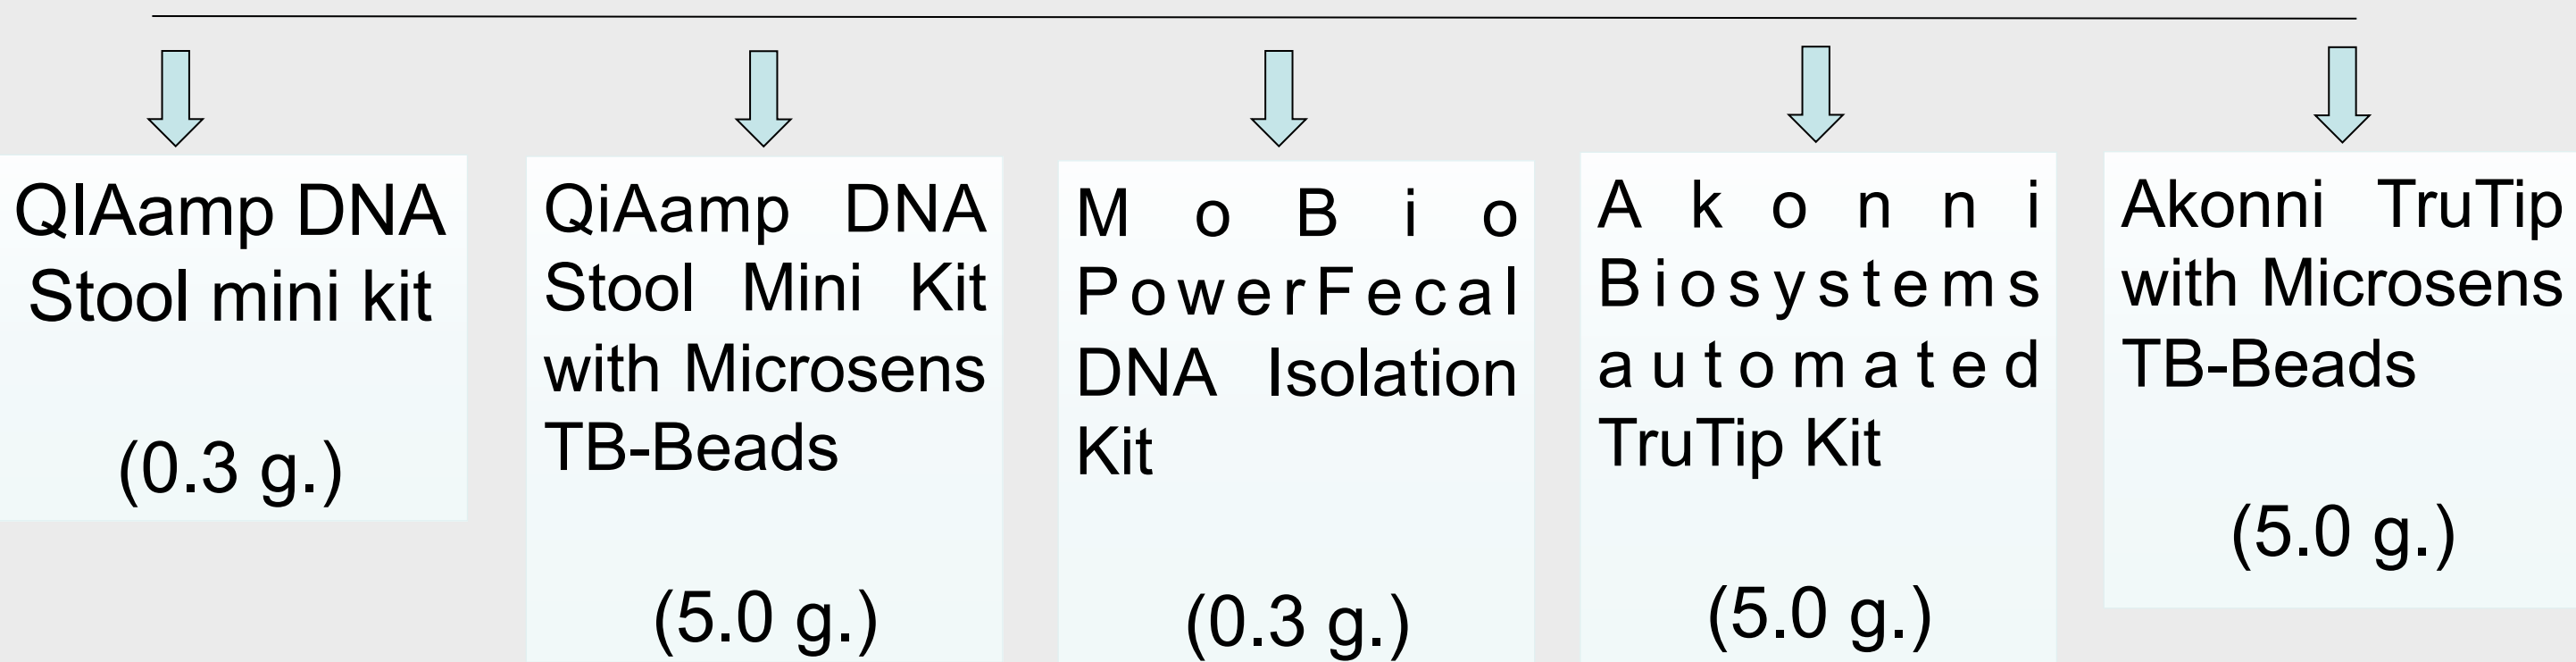 QIAamp DNA
Stool mini kit
(0.3 g.)
QiAamp DNA
Stool Mini Kit
with Microsens
TB-Beads
(5.0 g.)
MoBio
PowerFecal
DNA Isolation
Kit
(0.3 g.)
Akonni
Biosystems
automated
TruTip Kit
(5.0 g.)
Akonni TruTip
with Microsens
TB-Beads
(5.0 g.)